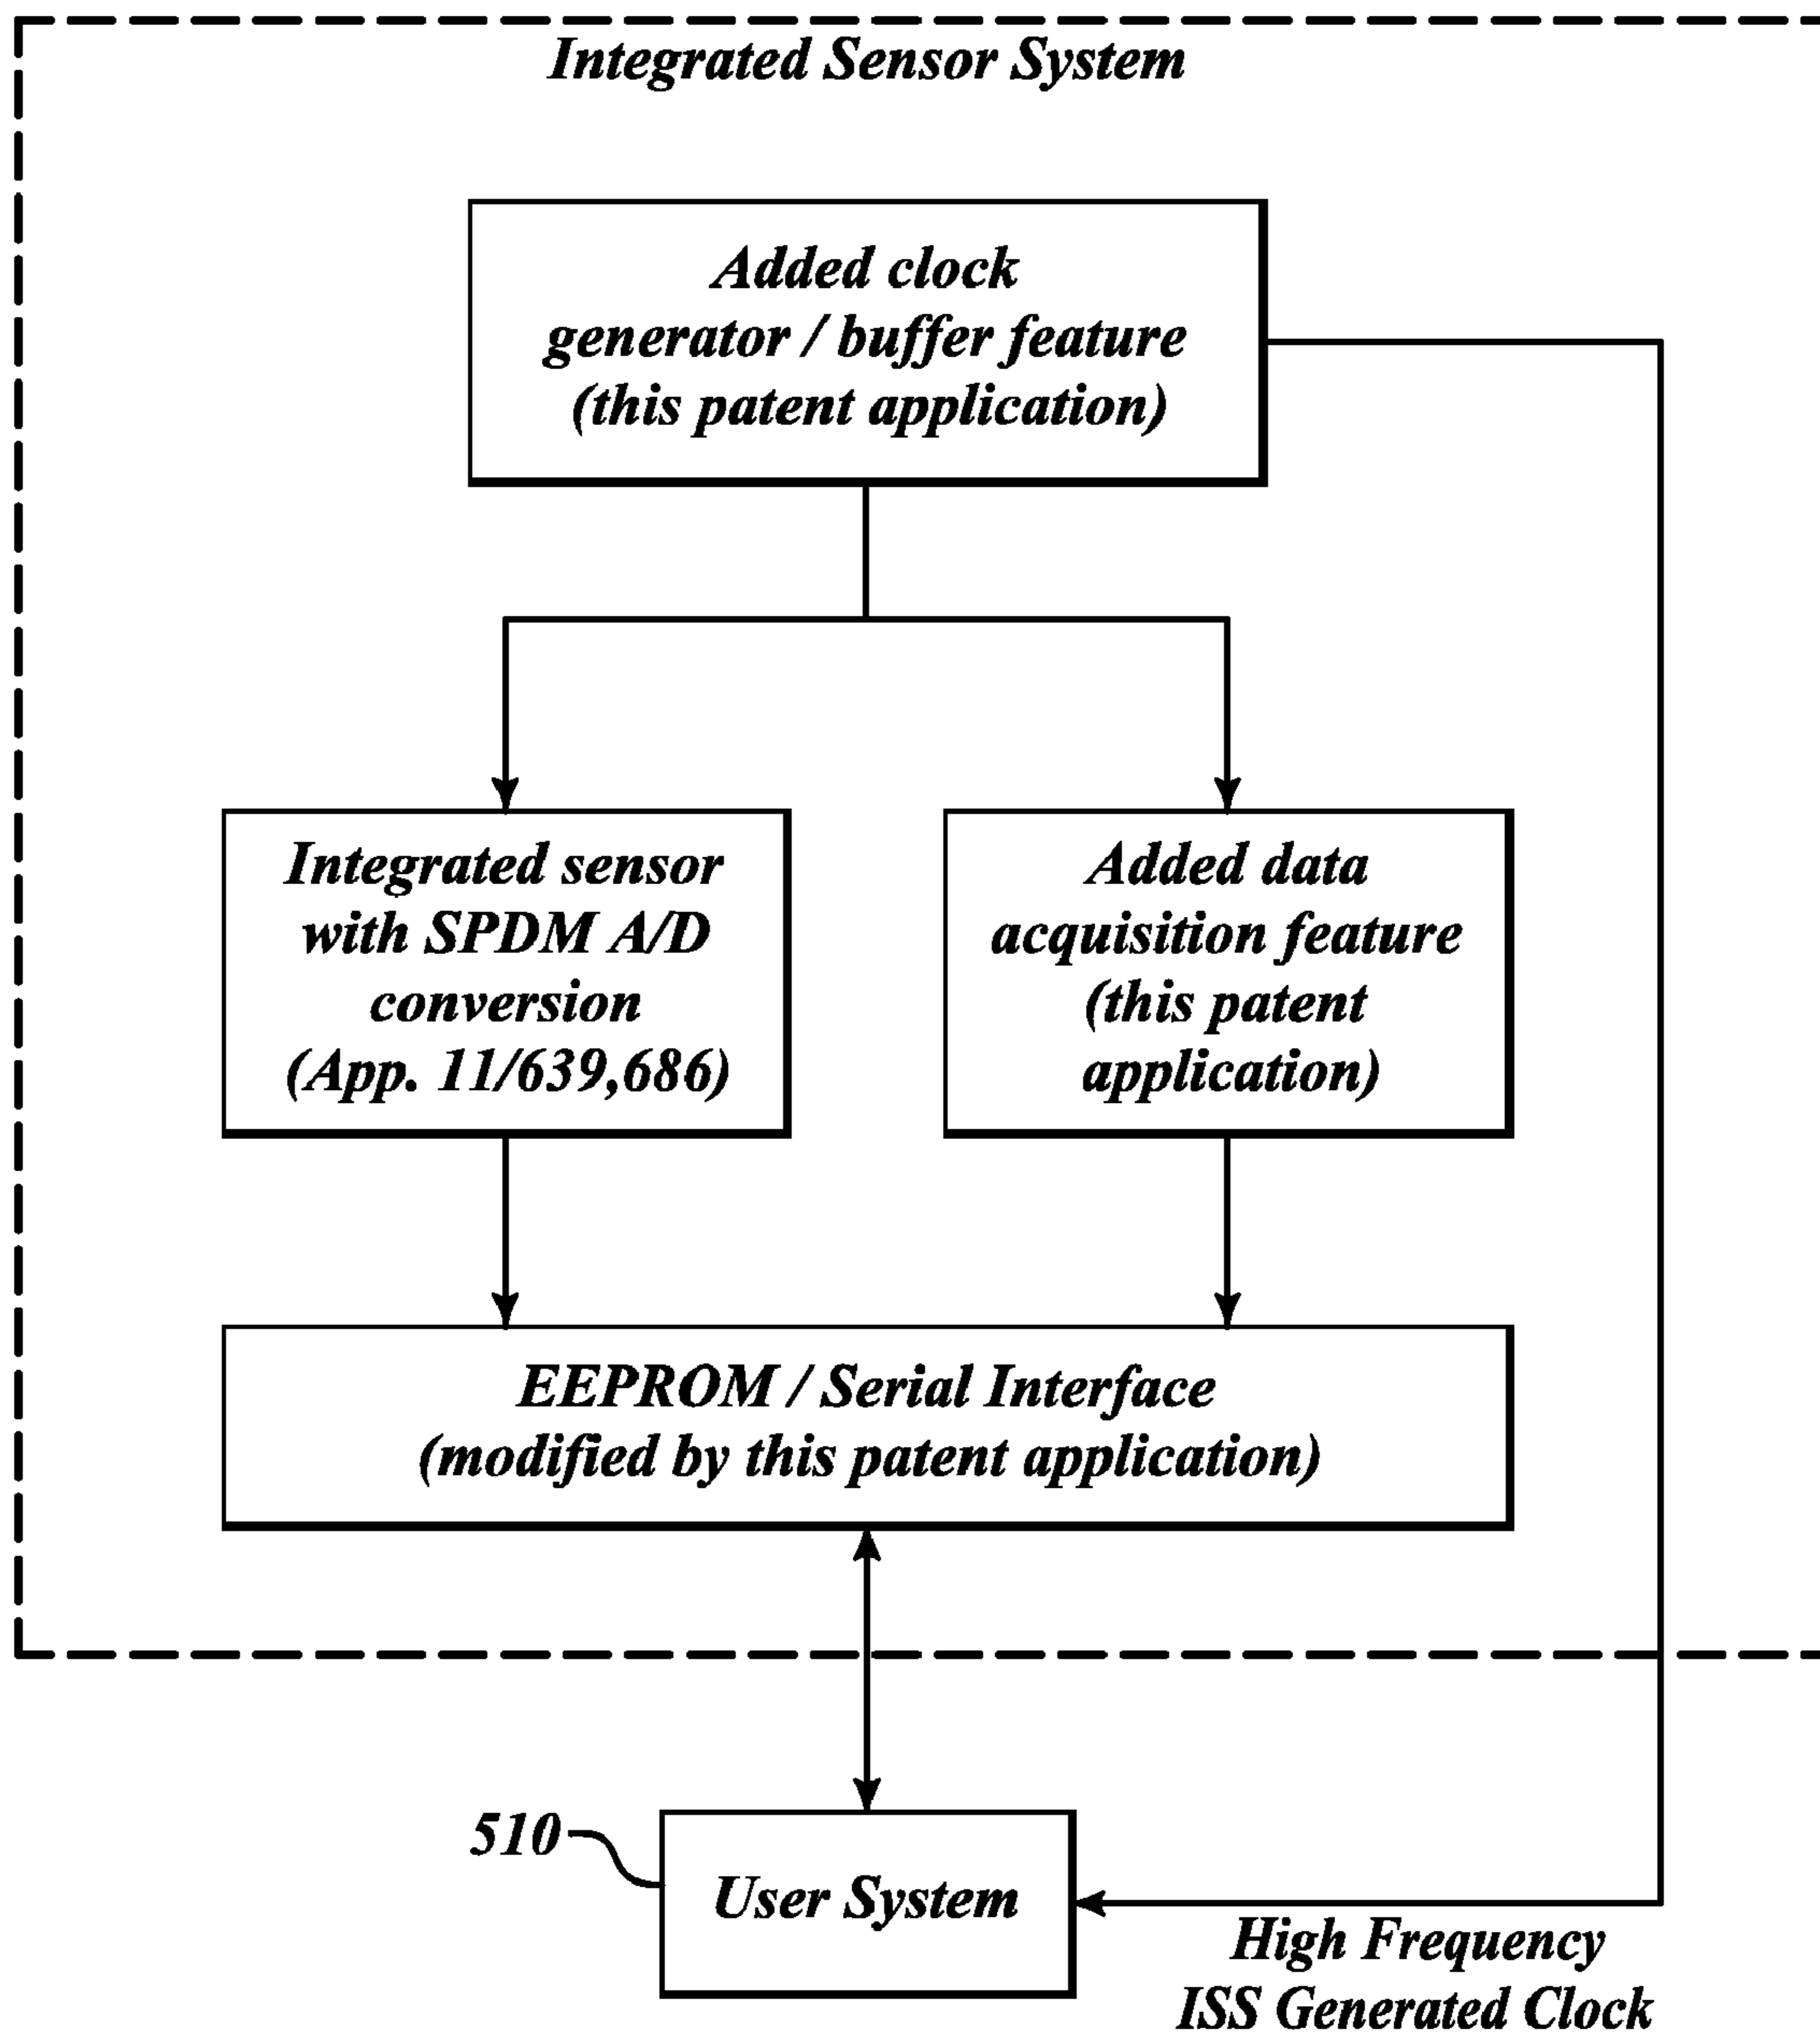 Integrated Sensor System
Added clock
generator / buffer feature
(this patent application)
Integrated sensor
with SPDM A/D
conversion
(App. 11/639,686)
Added data
acquisition feature
(this patent
application)
EEPROM / Serial Interface
(modified by this patent application)
510
User System
High Frequency
ISS Generated Clock